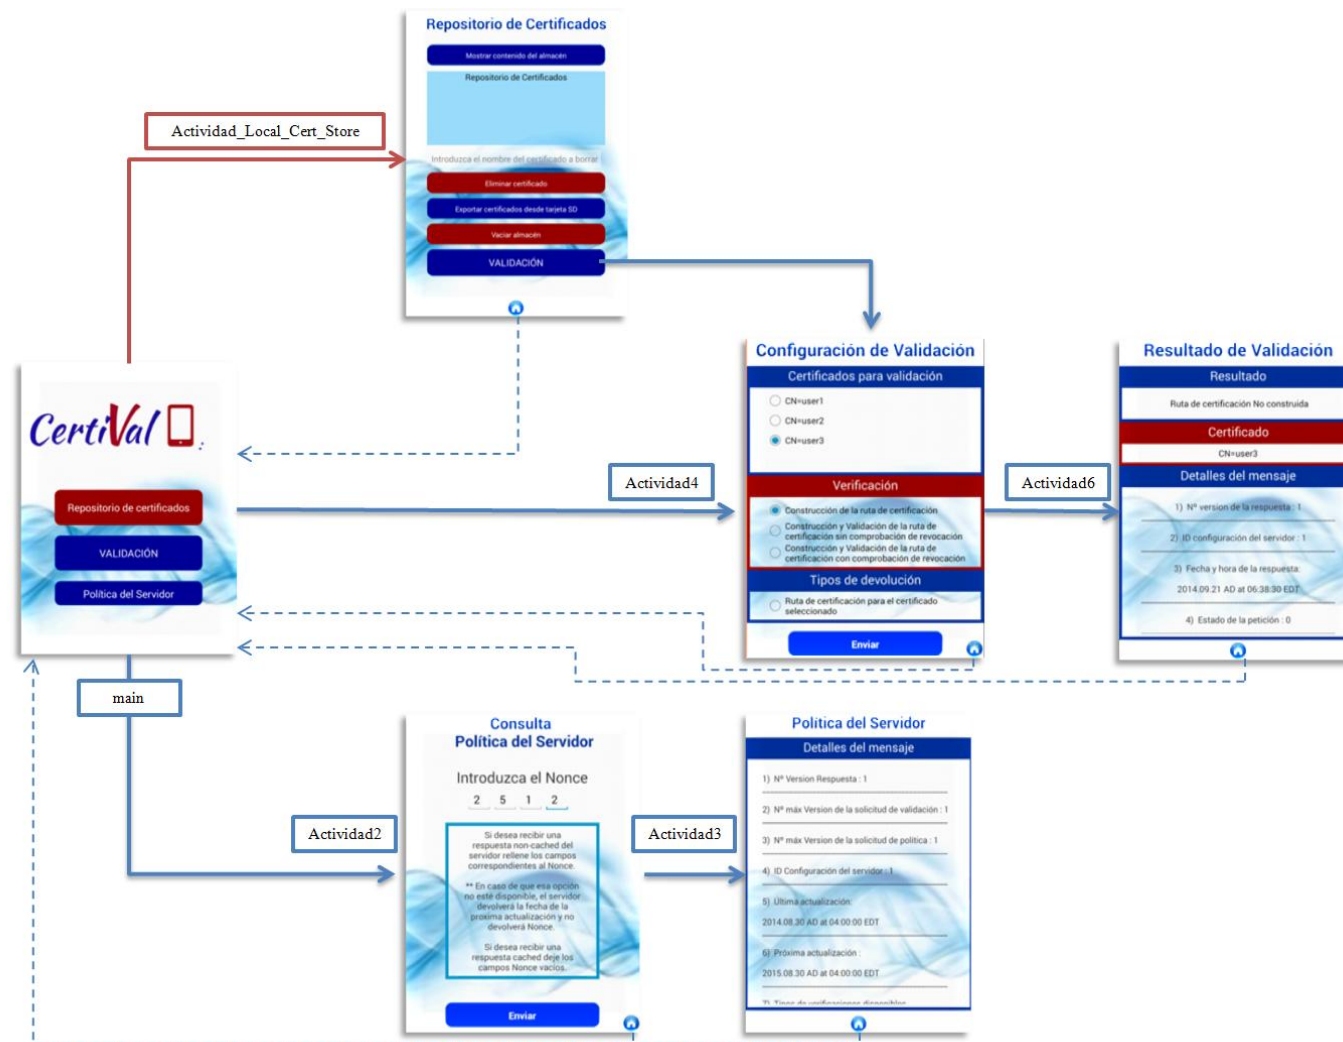 Repositorio de Certificados
Mostrar contenido del almacén
Repositorio de Certificados
Introduzca el nombre del certificado a borrar
Eliminar certificado
Exportar certificados desde tarjeta SD
Vaciar almacén
VALIDACIÓN
Actividad_Local_Cert_Store
CertiVal
Repositorio de certificados
VALIDACIÓN
Política del Servidor
main
Actividad4
Configuración de Validación
Certificados para validación
CN=user1
CN=user2
CN=user3
Verificación
Construcción de la ruta de certificación
Construcción y Validación de la ruta de
certificación sin comprobación de revocación
Construcción y Validación de la ruta de
certificación con comprobación de revocación
Tipos de devolución
Ruta de certificación para el certificado
seleccionado
Enviar
Actividad6
Resultado de Validación
Resultado
Ruta de certificación No construida
Certificado
CN=user3
Detalles del mensaje
1) Nº version de la respuesta : 1
2) ID configuración del servidor : 1
3) Fecha y hora de la respuesta:
2014.09.21 AD at 06:38:30 EDT
4) Estado de la petición : 0
Actividad2
Consulta
Política del Servidor
Introduzca el Nonce
2 5 1 2
Si desea recibir una
respuesta non-cached del
servidor rellene los campos
correspondientes al Nonce.
** En caso de que esa opción
no esté disponible, el servidor
devolverá la fecha de la
proxima actualización y no
devolverá Nonce.
Si desea recibir una
respuesta cached deje los
campos Nonce vacíos.
Enviar
Actividad3
Política del Servidor
Detalles del mensaje
1) Nº Version Respuesta : 1
2) Nº máx Version de la solicitud de validación : 1
3) Nº máx Version de la solicitud de política : 1
4) ID Configuración del servidor : 1
5) Ultima actualización:
2014.08.30 AD at 04:00:00 EDT
6) Próxima actualización :
2015.08.30 AD at 04:00:00 EDT
7) Tipos de verificaciones disponibles